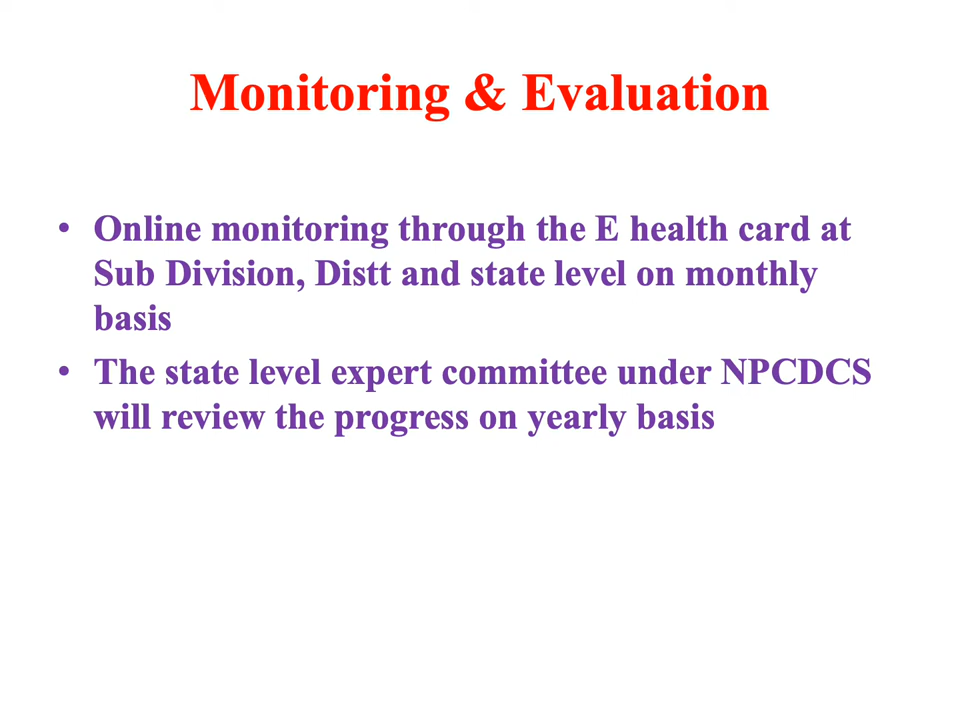 Monitoring & Evaluation
• Online monitoring through the E health card at
Sub Division, Distt and state level on monthly
basis
• The state level expert committee under NPCDCS
will review the progress on yearly basis